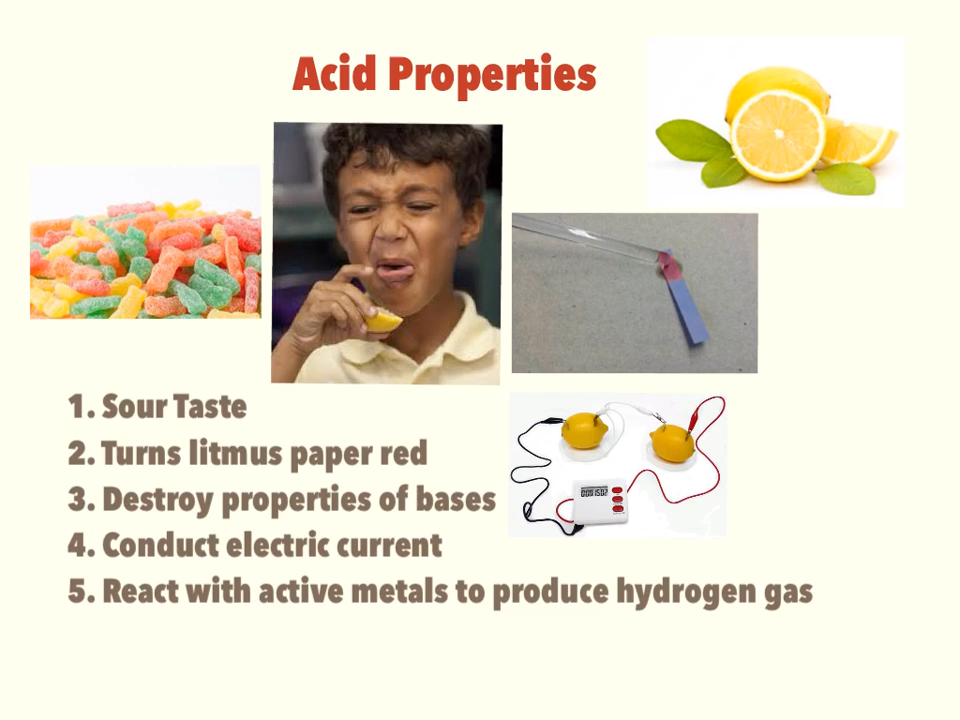 Acid Properties
1. Sour Taste
2. Turns litmus paper red
3. Destroy properties of bases
4. Conduct electric current
5. React with active metals to produce hydrogen gas